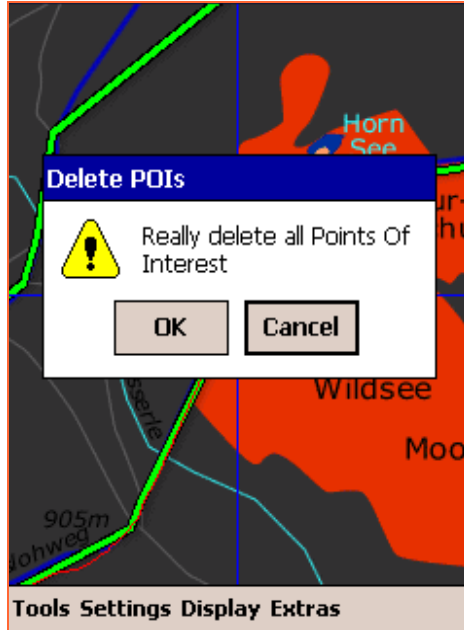 Horn
See
Delete POIs
Really delete all Points Of
Interest
OK Cancel
Wildsee
Moo
905m
Tools Settings Display Extras